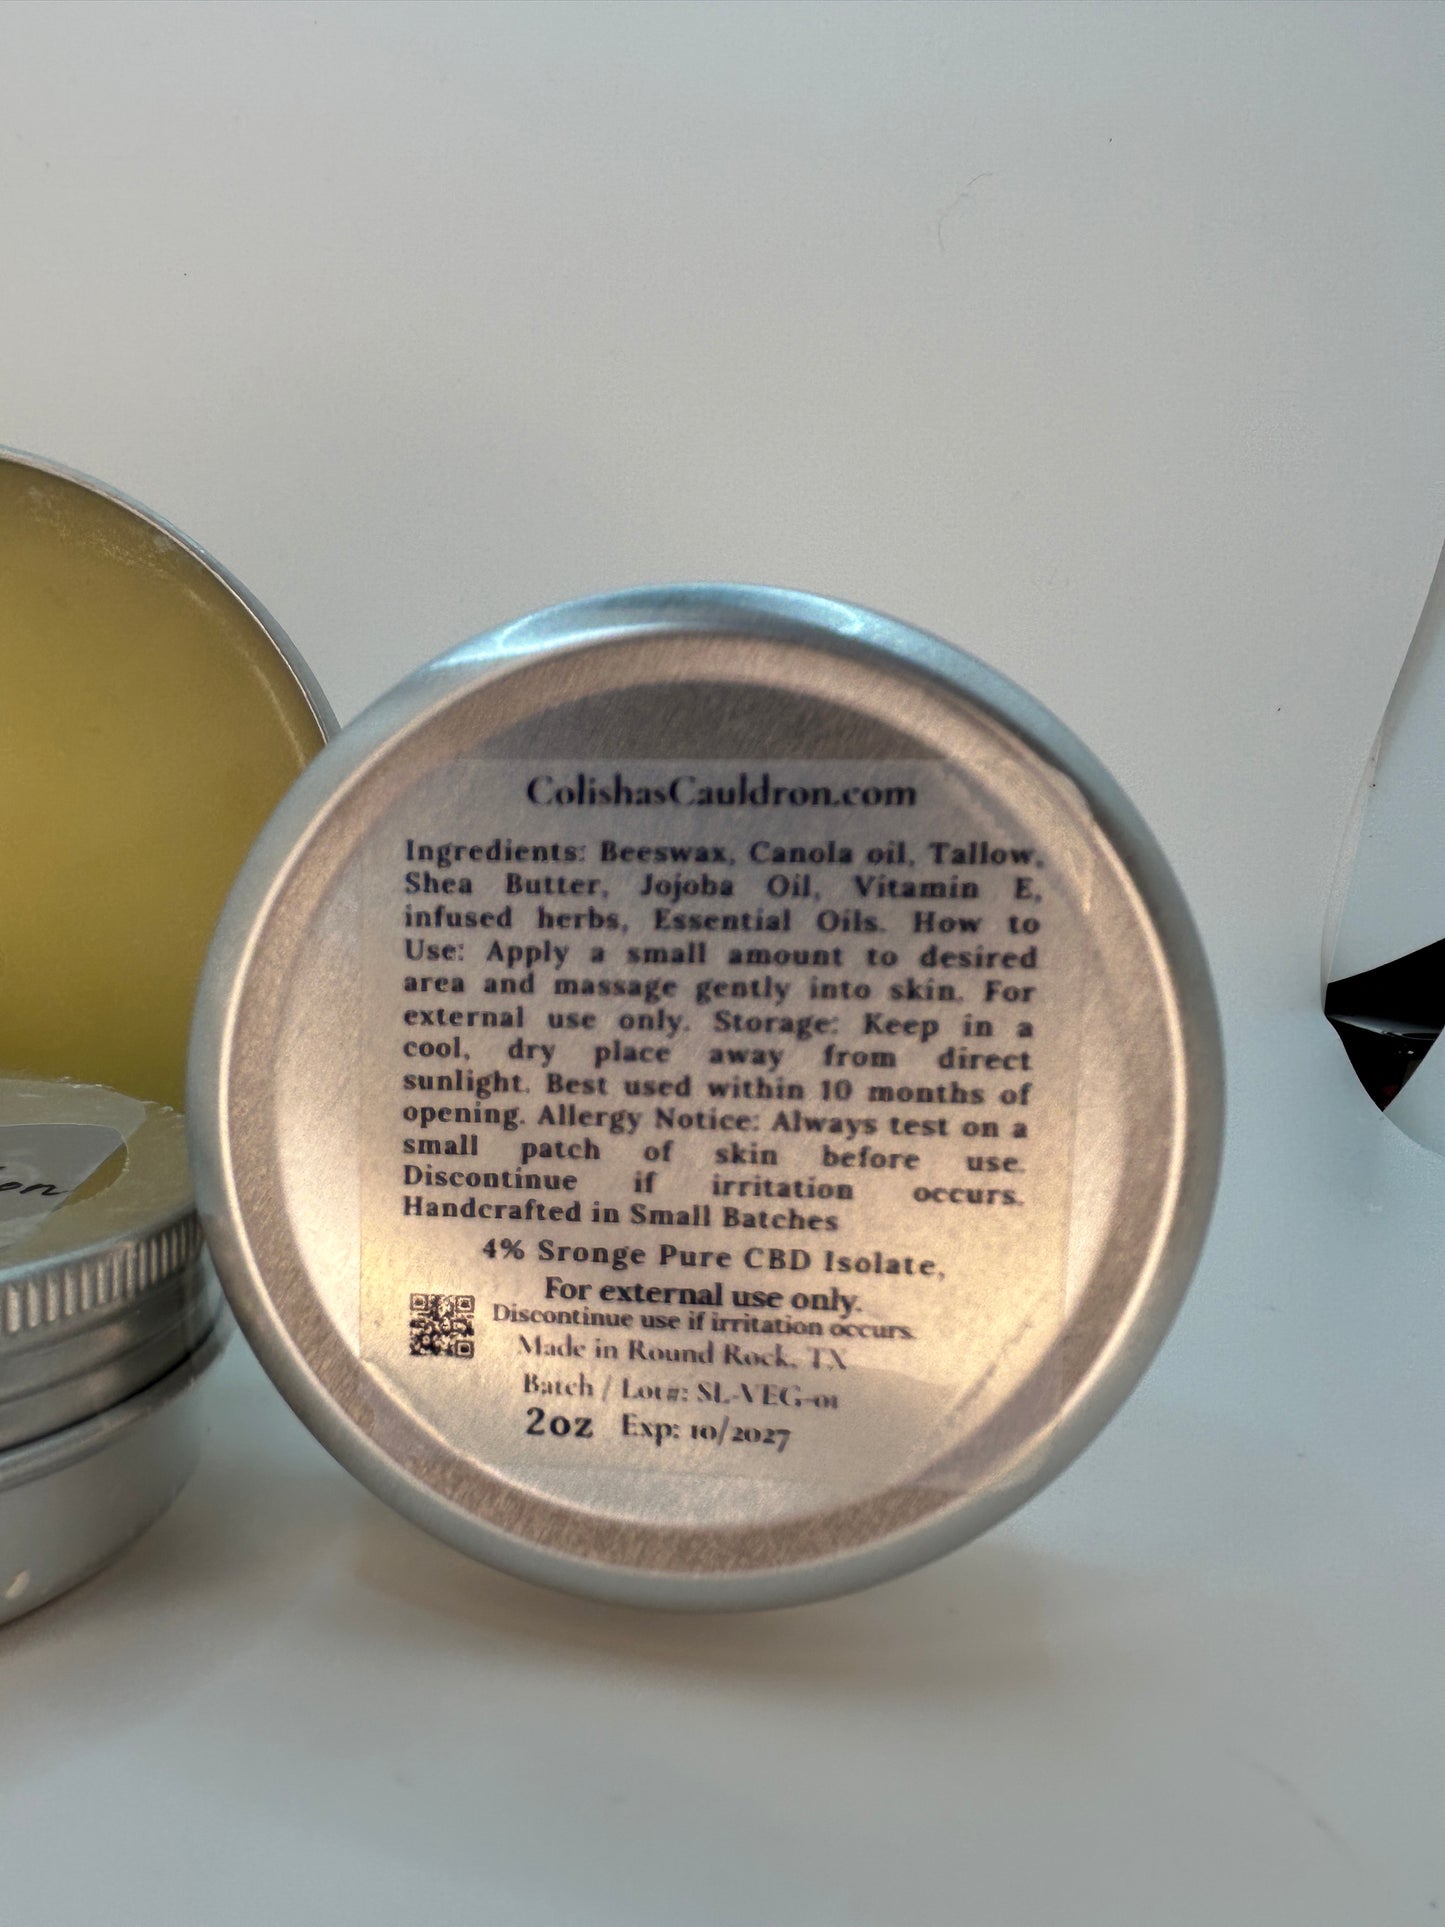 ColishasCauldron.com
Ingredients: Beeswax, Canola oil, Tallow,
Shea Butter, Jojoba Oil, Vitamin E,
infused herbs, Essential Oils. How to
Use: Apply a small amount to desired
area and massage gently into skin. For
external use only. Storage: Keep in a
cool, dry place away from direct
sunlight. Best used within 10 months of
opening. Allergy Notice: Always test on a
small patch of skin before use.
Discontinue if irritation occurs.
Handcrafted in Small Batches
4% Sronge Pure CBD Isolate,
For external use only.
Discontinue use if irritation occurs.
Made in Round Rock, TX
Batch / Lot#: SL-VEG-01
2oz Exp: 10/2027